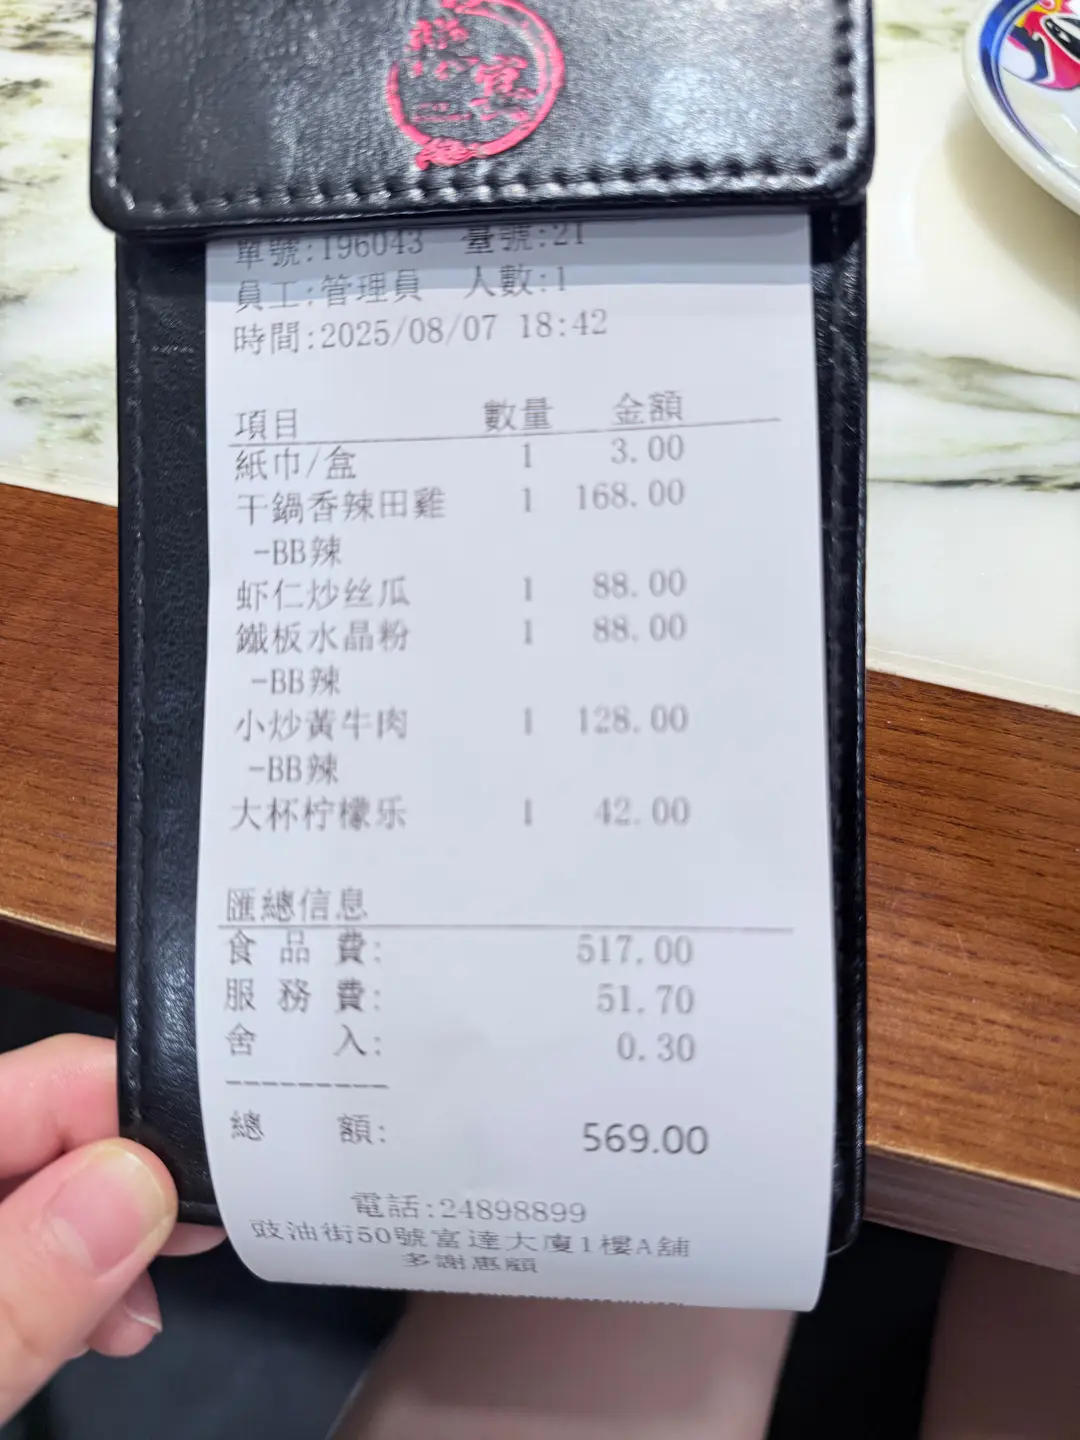 單號:196043 臺號:21
員工:管理員 人數:1
時間:2025/08/07 18:42
項目 數量 金額
紙巾/盒 1 3.00
干鍋香辣田雞 1 168.00
-BB辣
虾仁炒丝瓜 1 88.00
鐵板水晶粉 1 88.00
-BB辣
小炒黃牛肉 1 128.00
-BB辣
大杯柠檬乐 1 42.00
匯總信息
食品費: 517.00
服務費: 51.70
舍入: 0.30
---------
總額: 569.00
電話:24898899
豉油街50號富達大廈1樓A舖
多謝惠顧